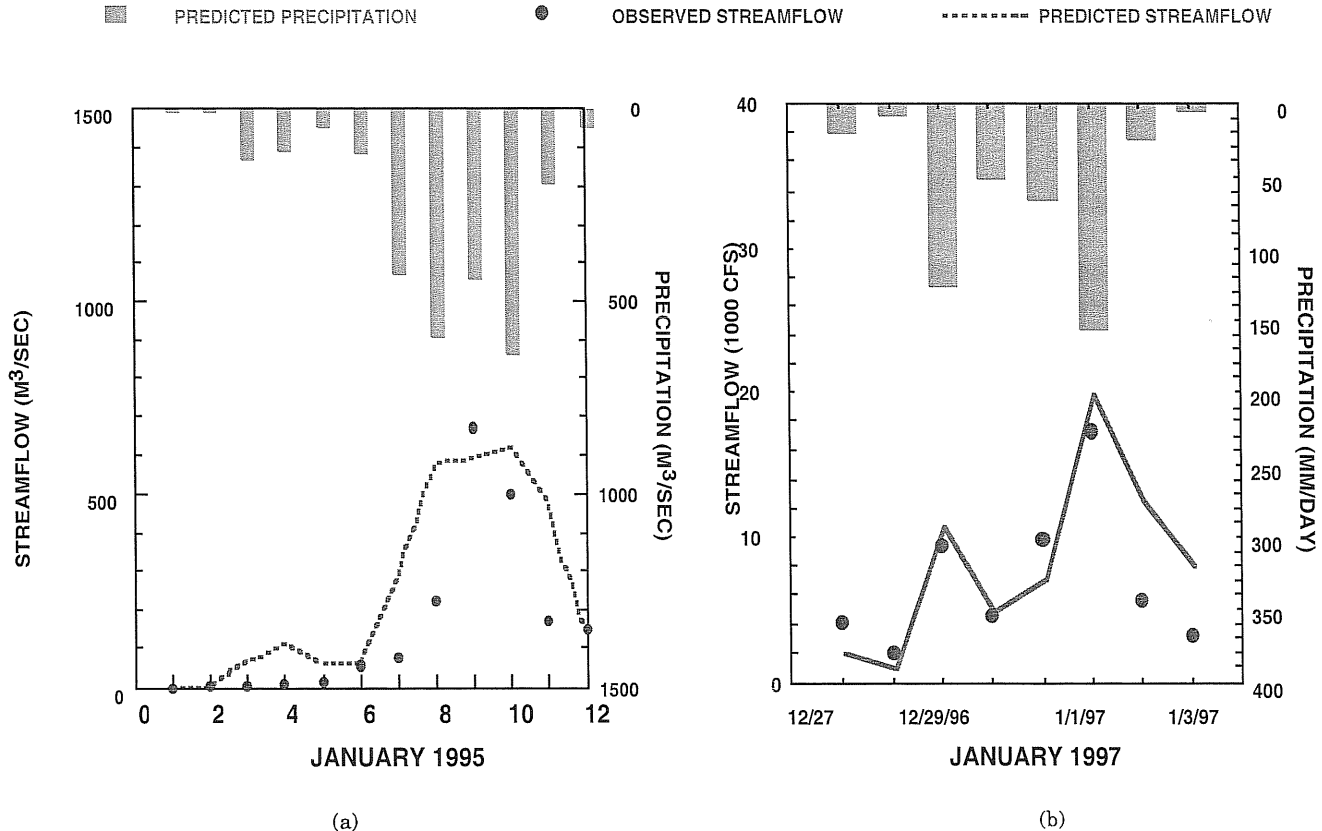 PREDICTED PRECIPITATION
OBSERVED STREAMFLOW
PREDICTED STREAMFLOW
STREAMFLOW (M3/SEC)
1500
1000
500
0
0
500
1000
1500
PRECIPITATION (M3/SEC)
0 2 4 6 8 10 12
JANUARY 1995
(a)
STREAMFLOW (1000 CFS)
40
30
20
10
0
0
50
100
150
200
250
300
350
400
PRECIPITATION (MM/DAY)
12/27 12/29/96 1/1/97 1/3/97
JANUARY 1997
(b)